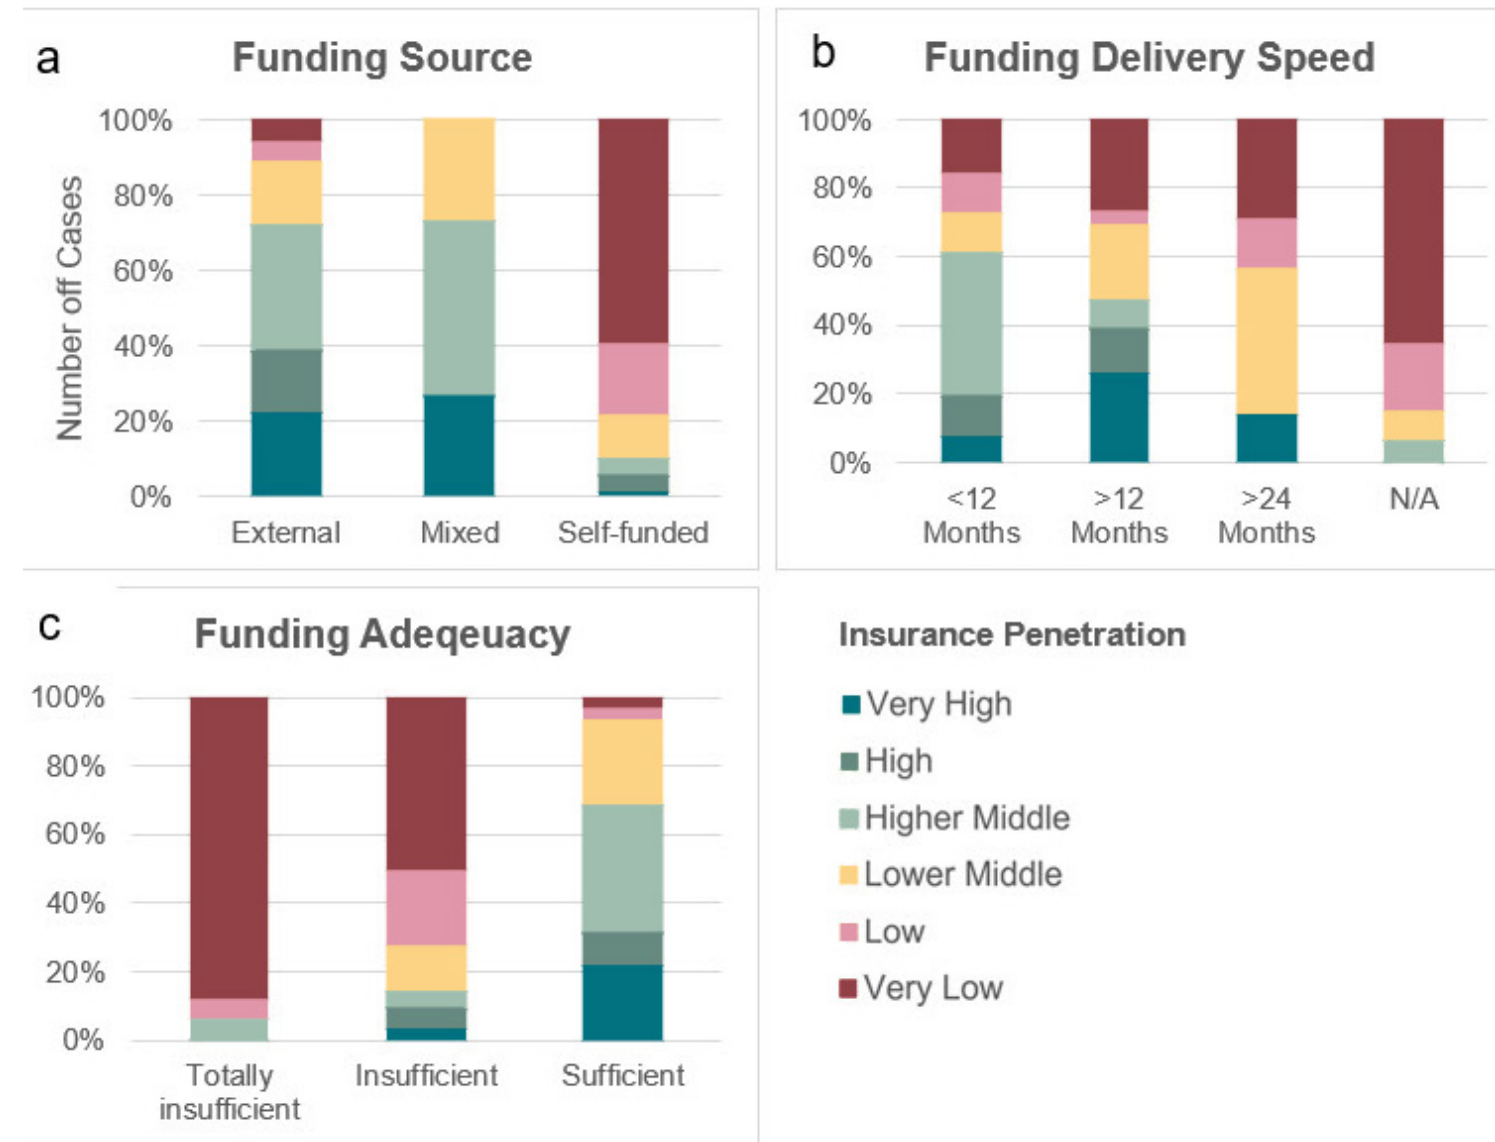 a
Funding Source
100%
80%
60%
40%
20%
0%
Number off Cases
External
Mixed
Self-funded
b
Funding Delivery Speed
100%
80%
60%
40%
20%
0%
<12
Months
>12
Months
>24
Months
N/A
c
Funding Adeqeuacy
100%
80%
60%
40%
20%
0%
Totally
insufficient
Insufficient
Sufficient
Insurance Penetration
Very High
High
Higher Middle
Lower Middle
Low
Very Low